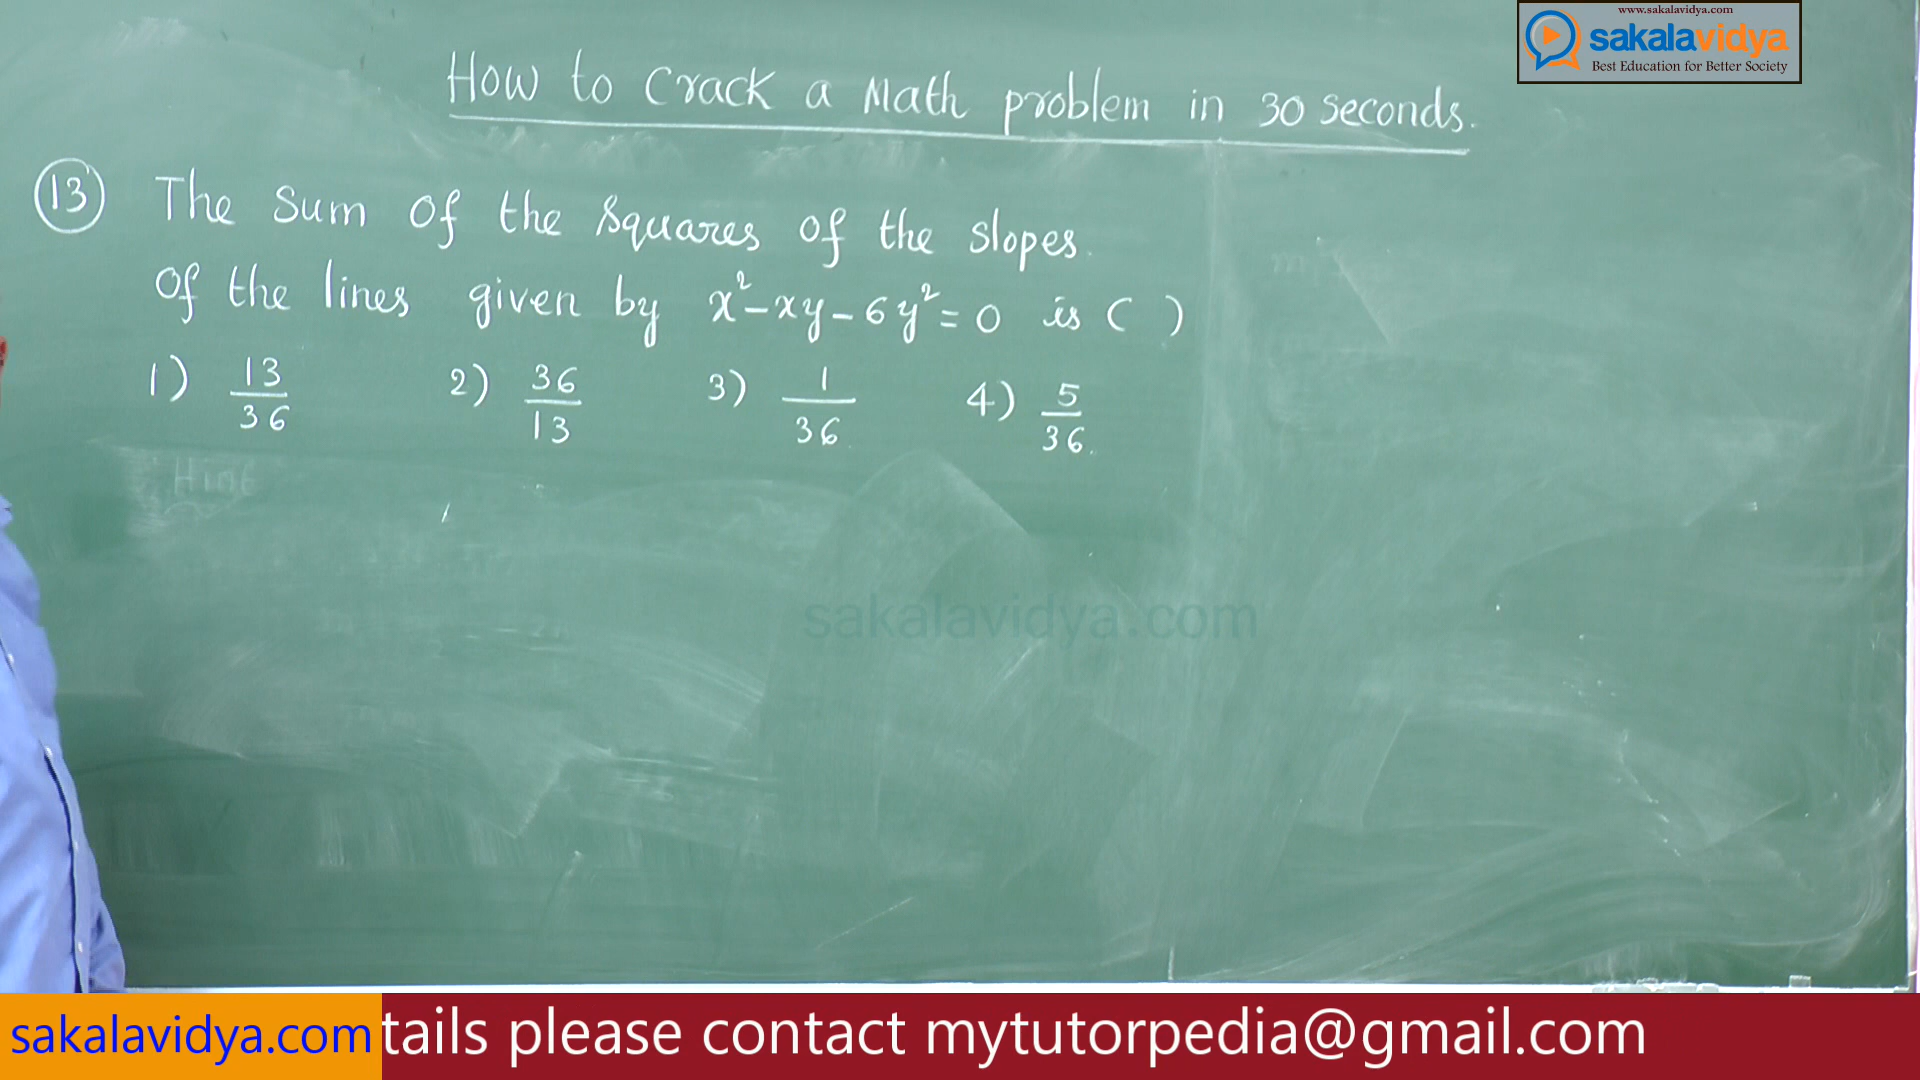 www.sakalavidya.com
sakalavidya
Best Education for Better Society
How to Crack a Math problem in 30 seconds.
13 The Sum of the squares of the slopes
of the lines given by x²-xy-6y²=0 is ( )
1) 13/36 2) 36/13 3) 1/36 4) 5/36
Hint
sakalavidya.com
sakalavidya.com tails please contact mytutorpedia@gmail.com